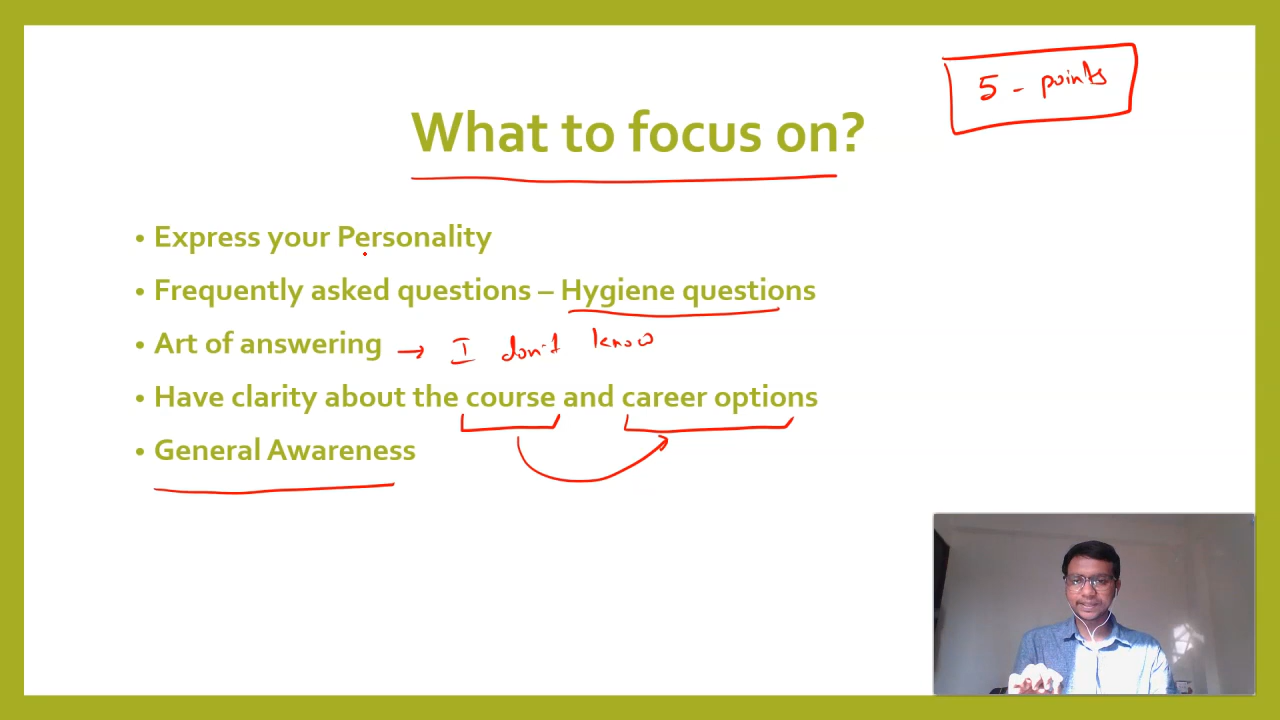 5 - points
What to focus on?
• Express your Personality
• Frequently asked questions – Hygiene questions
• Art of answering → I don't know
• Have clarity about the course and career options
• General Awareness